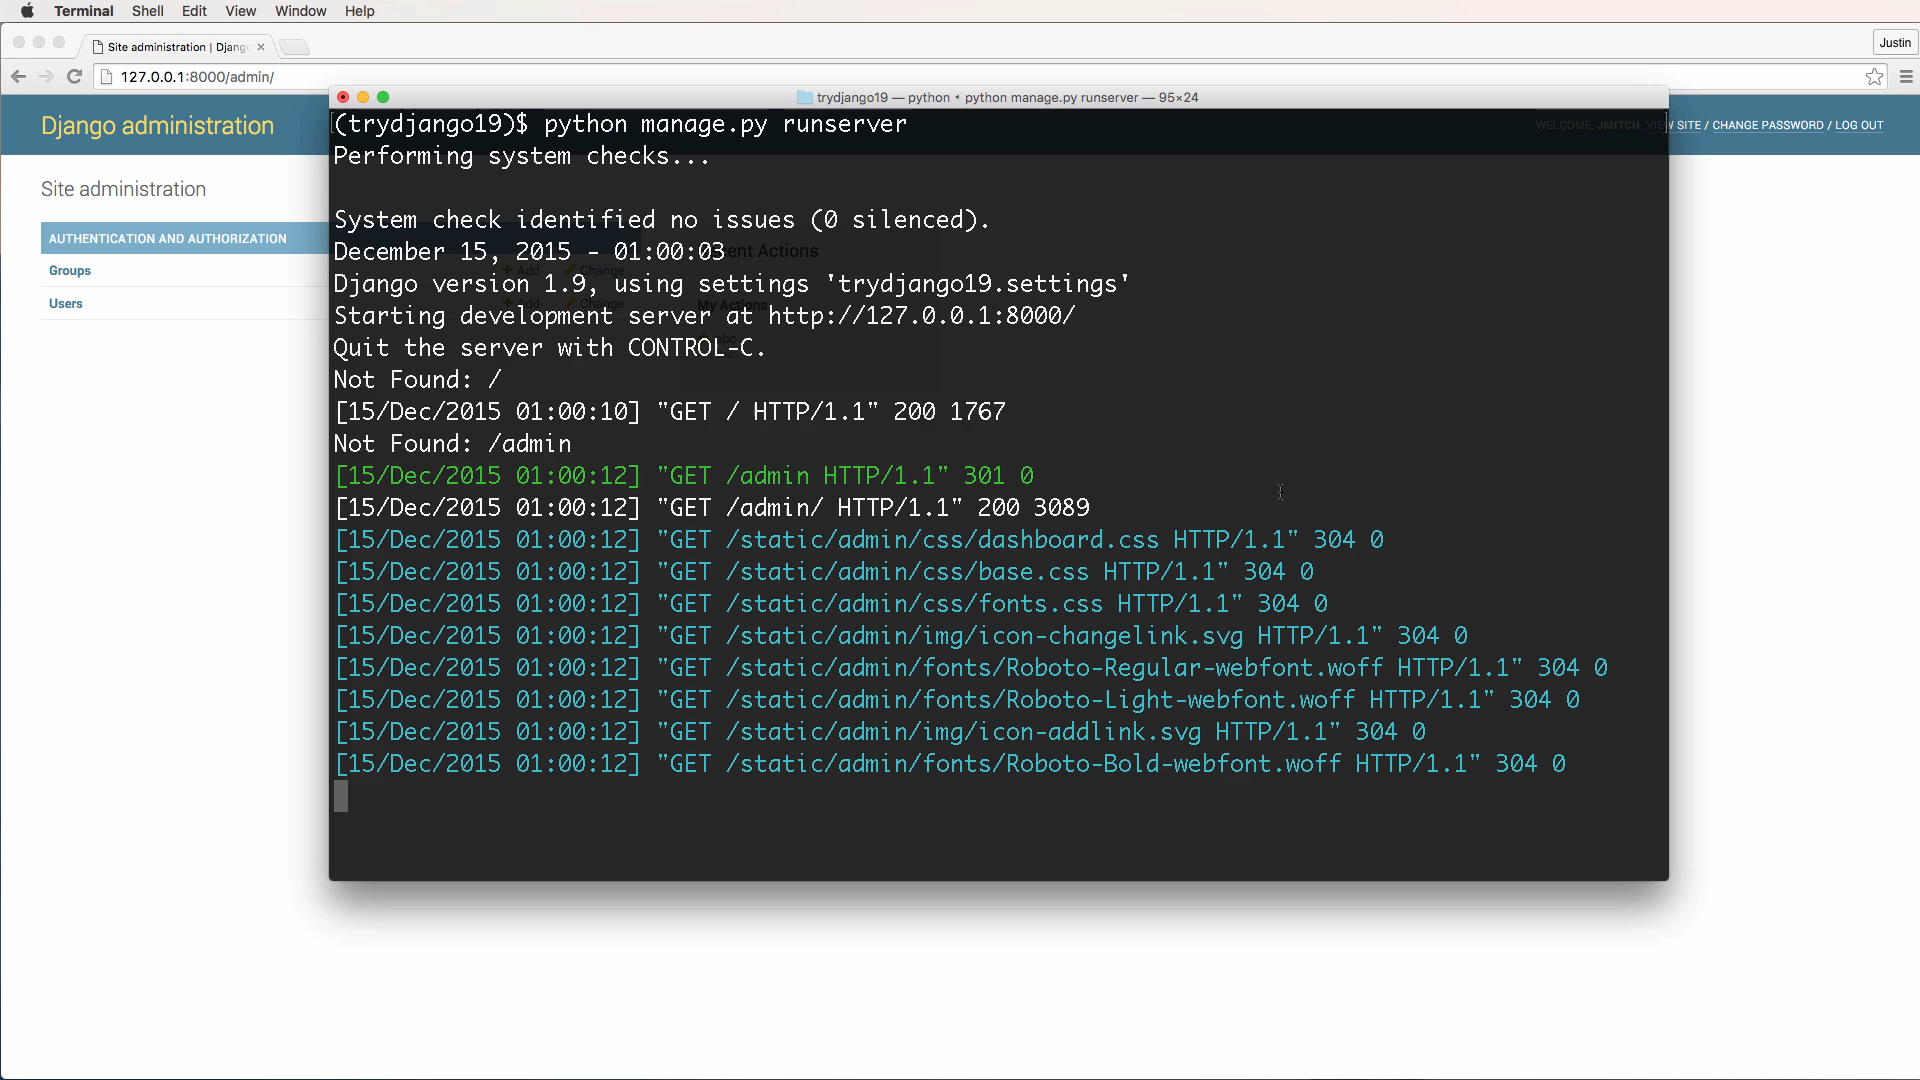 Terminal Shell Edit View Window Help
Site administration | Djang
Justin
127.0.0.1:8000/admin/
trydjango19 — python • python manage.py runserver — 95×24
Django administration
WELCOME, JMITCH. VIEW SITE / CHANGE PASSWORD / LOG OUT
Site administration
AUTHENTICATION AND AUTHORIZATION
Groups
Add Change
Users
Add Change
ent Actions
My Actions
(trydjango19)$ python manage.py runserver
Performing system checks...
System check identified no issues (0 silenced).
December 15, 2015 - 01:00:03
Django version 1.9, using settings 'trydjango19.settings'
Starting development server at http://127.0.0.1:8000/
Quit the server with CONTROL-C.
Not Found: /
[15/Dec/2015 01:00:10] "GET / HTTP/1.1" 200 1767
Not Found: /admin
[15/Dec/2015 01:00:12] "GET /admin HTTP/1.1" 301 0
[15/Dec/2015 01:00:12] "GET /admin/ HTTP/1.1" 200 3089
[15/Dec/2015 01:00:12] "GET /static/admin/css/dashboard.css HTTP/1.1" 304 0
[15/Dec/2015 01:00:12] "GET /static/admin/css/base.css HTTP/1.1" 304 0
[15/Dec/2015 01:00:12] "GET /static/admin/css/fonts.css HTTP/1.1" 304 0
[15/Dec/2015 01:00:12] "GET /static/admin/img/icon-changelink.svg HTTP/1.1" 304 0
[15/Dec/2015 01:00:12] "GET /static/admin/fonts/Roboto-Regular-webfont.woff HTTP/1.1" 304 0
[15/Dec/2015 01:00:12] "GET /static/admin/fonts/Roboto-Light-webfont.woff HTTP/1.1" 304 0
[15/Dec/2015 01:00:12] "GET /static/admin/img/icon-addlink.svg HTTP/1.1" 304 0
[15/Dec/2015 01:00:12] "GET /static/admin/fonts/Roboto-Bold-webfont.woff HTTP/1.1" 304 0